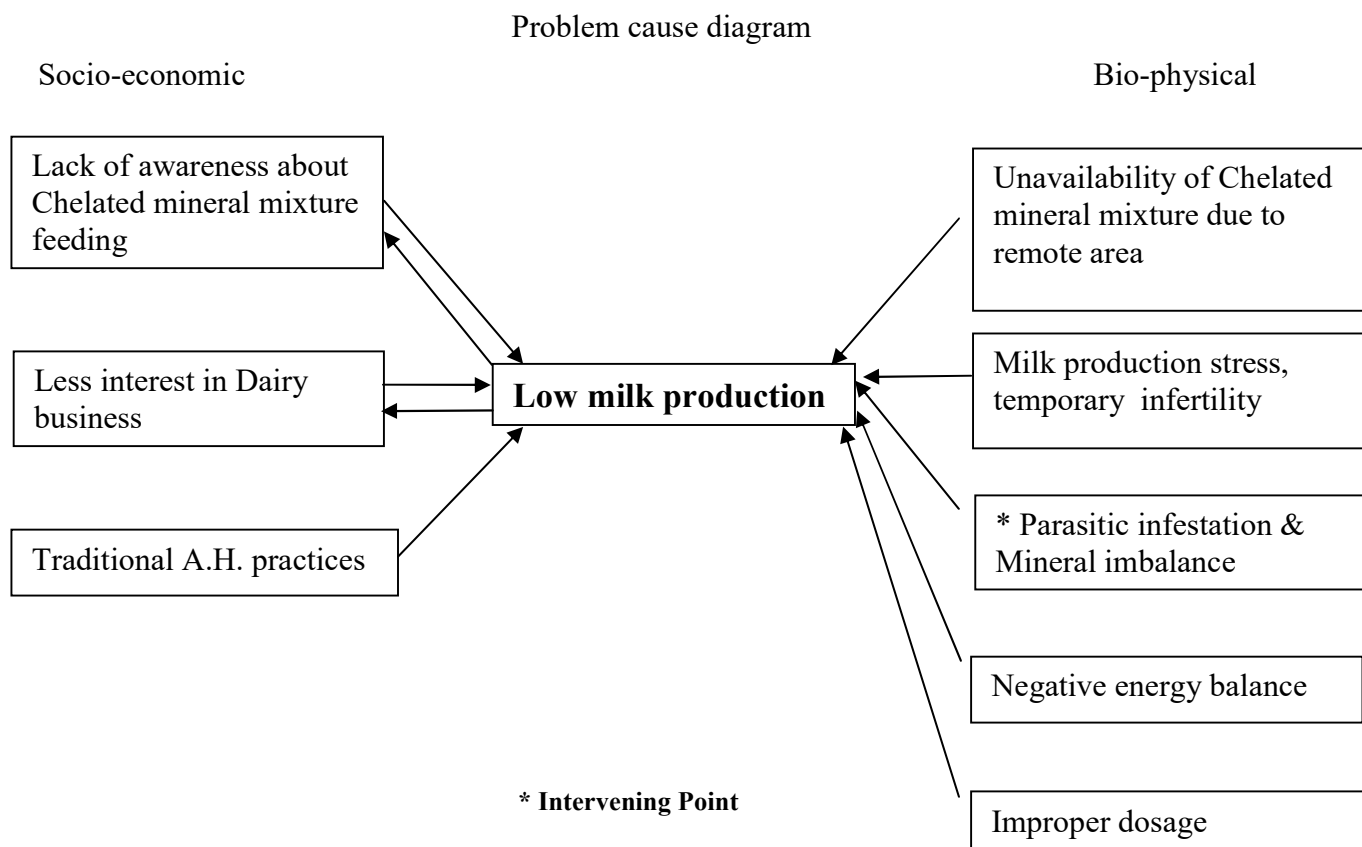 Problem cause diagram
Socio-economic
Bio-physical
Lack of awareness about
Chelated mineral mixture
feeding
Less interest in Dairy
business
Traditional A.H. practices
Low milk production
Unavailability of Chelated
mineral mixture due to
remote area
Milk production stress,
temporary infertility
* Parasitic infestation &
Mineral imbalance
Negative energy balance
Improper dosage
* Intervening Point